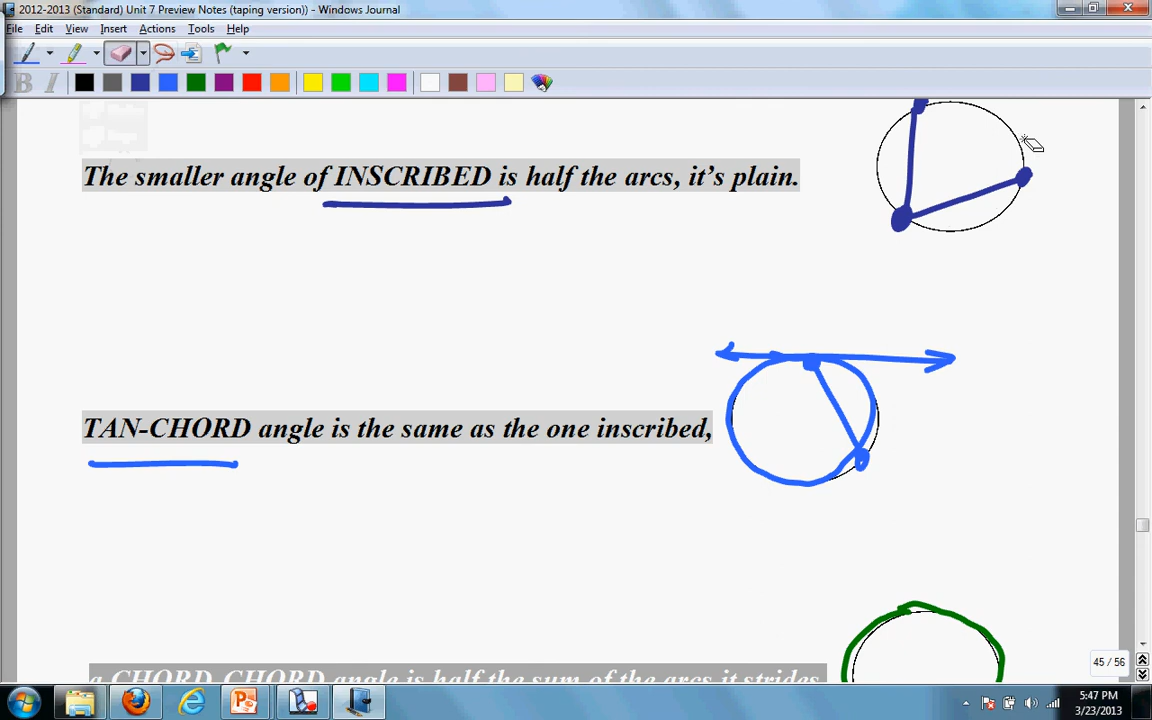 2012-2013 (Standard) Unit 7 Preview Notes (taping version)) - Windows Journal
File Edit View Insert Actions Tools Help
B I
The smaller angle of INSCRIBED is half the arcs, it’s plain.
TAN-CHORD angle is the same as the one inscribed,
a CHORD CHORD angle is half the sum of the arcs it strides
45 / 56
5:47 PM
3/23/2013